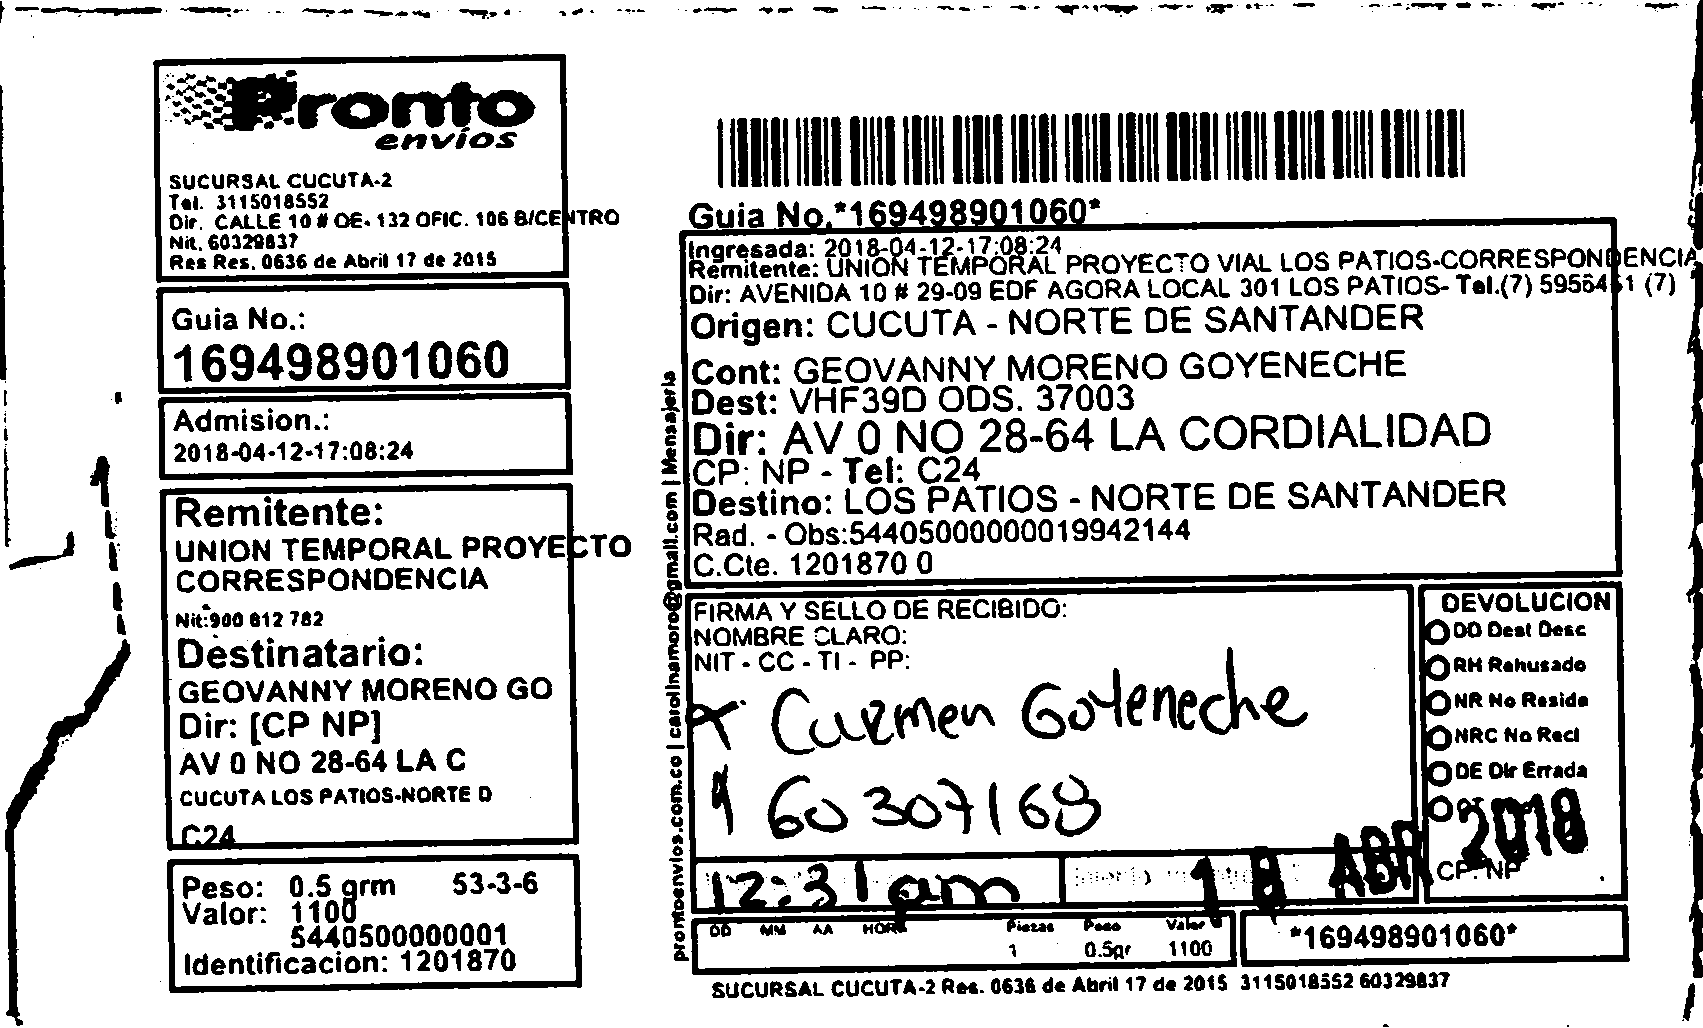 Pronto
envíos
SUCURSAL CUCUTA-2
Tel. 3115018552
Dir. CALLE 10 # OE- 132 OFIC. 106 B/CENTRO
Nit. 60329837
Res Res. 0636 de Abril 17 de 2015
Guia No.:
169498901060
Admision.:
2018-04-12-17:08:24
Remitente:
UNION TEMPORAL PROYECTO
CORRESPONDENCIA
Nit:900 612 782
Destinatario:
GEOVANNY MORENO GO
Dir: [CP NP]
AV 0 NO 28-64 LA C
CUCUTA LOS PATIOS-NORTE D
C24
Peso: 0.5 grm 53-3-6
Valor: 1100
5440500000001
Identificacion: 1201870
prontoenvios.com.co | carolinamoro@gmail.com | Mensajeria
Guia No.*169498901060*
Ingresada: 2018-04-12-17:08:24
Remitente: UNION TEMPORAL PROYECTO VIAL LOS PATIOS-CORRESPONDENCIA
Dir: AVENIDA 10 # 29-09 EDF AGORA LOCAL 301 LOS PATIOS- Tel.(7) (7)
Origen: CUCUTA - NORTE DE SANTANDER
Cont: GEOVANNY MORENO GOYENECHE
Dest: VHF39D ODS. 37003
Dir: AV 0 NO 28-64 LA CORDIALIDAD
CP: NP - Tel: C24
Destino: LOS PATIOS - NORTE DE SANTANDER
Rad. - Obs:54405000000019942144
C.Cte. 1201870 0
FIRMA Y SELLO DE RECIBIDO:
NOMBRE CLARO:
NIT - CC - TI - PP:
Carmen Goyeneche
60307168
12:31 pm
18 ABR 2018
DEVOLUCION
DD Dest Desc
RH Rehusado
NR No Reside
NRC No Recl
DE Dir Errada
CP: NP
DD MM AA HORA Piezas Peso Valor
1 0.5gr 1100
*169498901060*
SUCURSAL CUCUTA-2 Res. 0636 de Abril 17 de 2015 3115018552 60329837